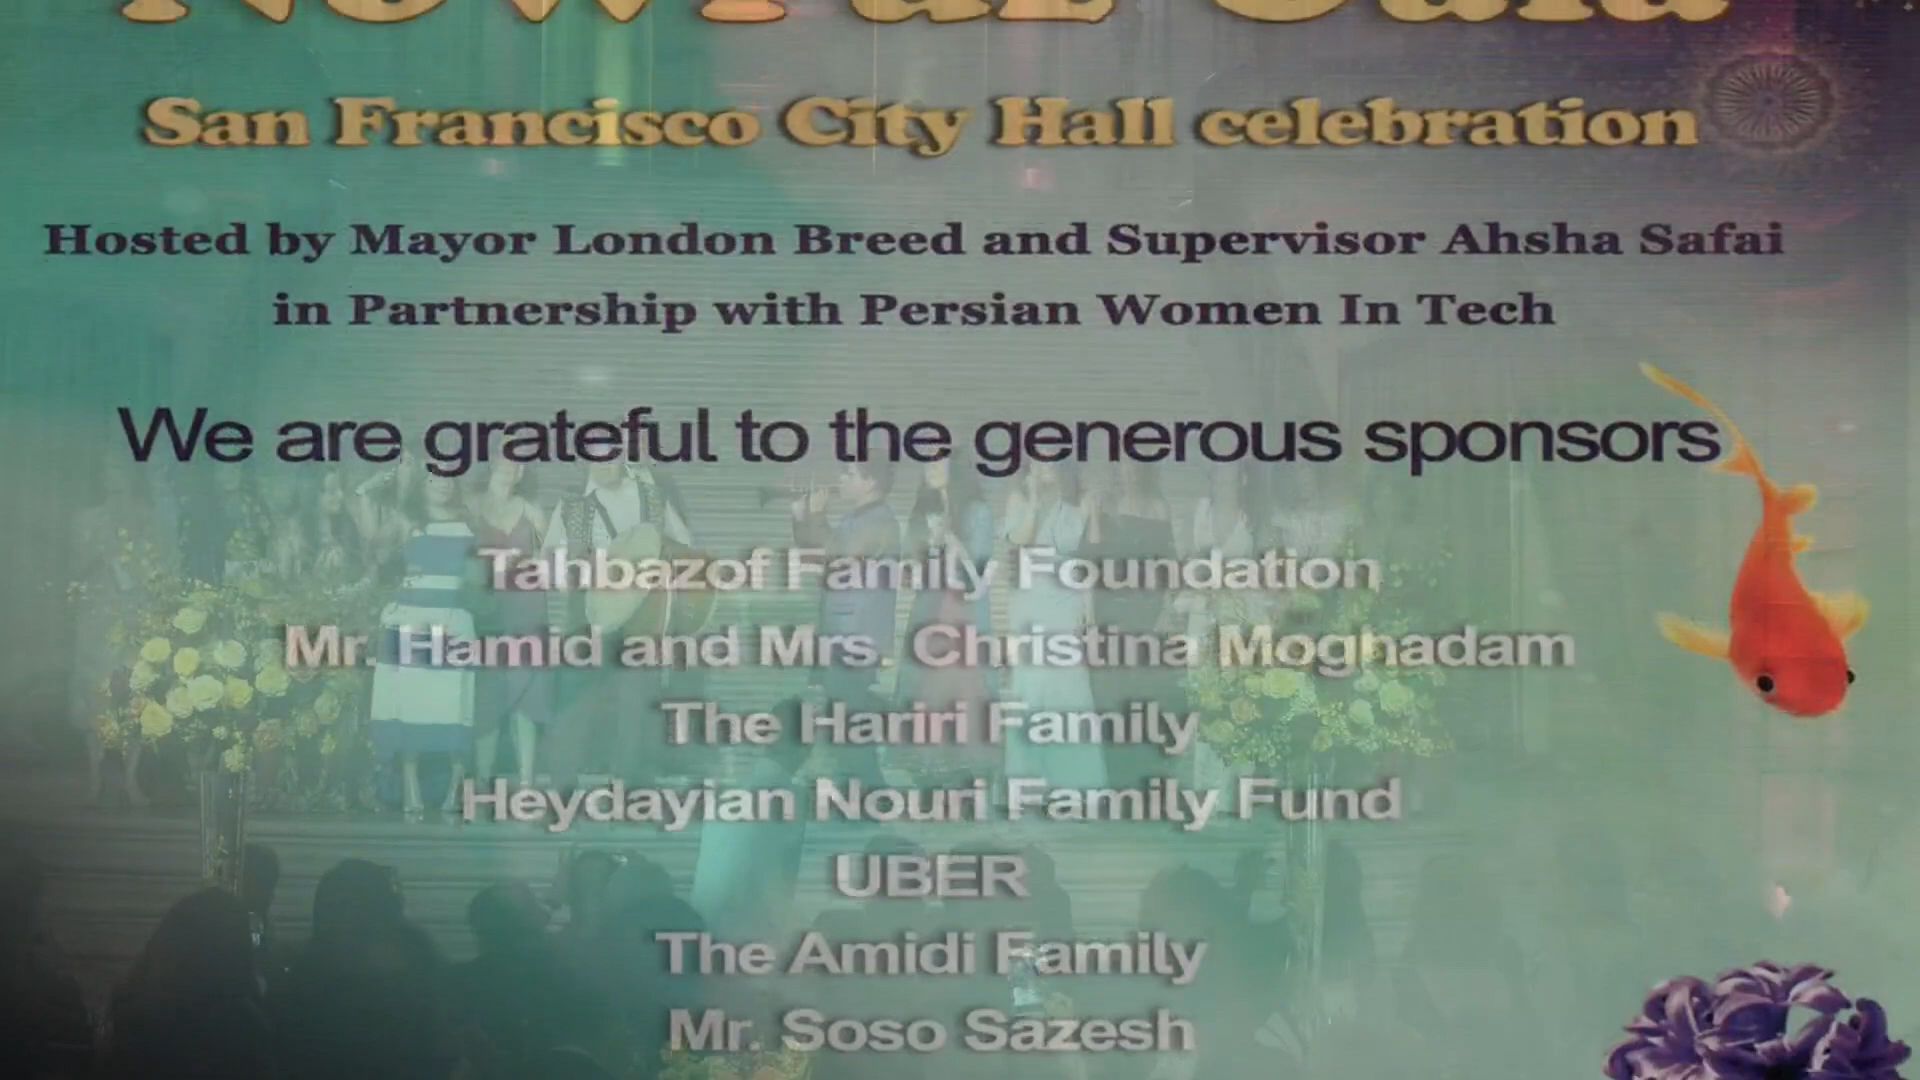 NowruZ Gala
San Francisco City Hall celebration
Hosted by Mayor London Breed and Supervisor Ahsha Safai
in Partnership with Persian Women In Tech
We are grateful to the generous sponsors
Tahbazof Family Foundation
Mr. Hamid and Mrs. Christina Moghadam
The Hariri Family
Heydayian Nouri Family Fund
UBER
The Amidi Family
Mr. Soso Sazesh